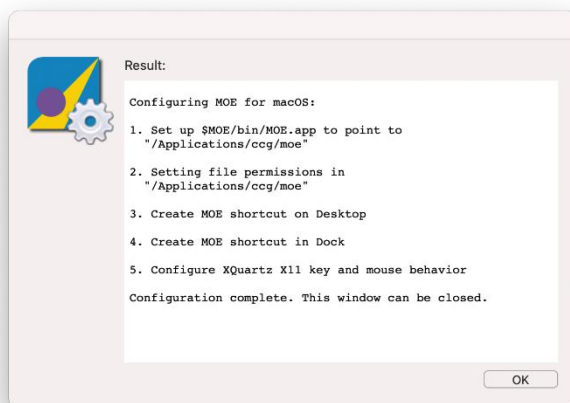 Result:
Configuring MOE for macOS:
1. Set up $MOE/bin/MOE.app to point to
"/Applications/ccg/moe"
2. Setting file permissions in
"/Applications/ccg/moe"
3. Create MOE shortcut on Desktop
4. Create MOE shortcut in Dock
5. Configure XQuartz X11 key and mouse behavior
Configuration complete. This window can be closed.
OK